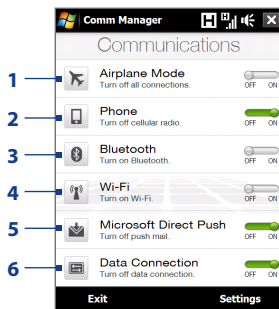 Comm Manager
Communications
1 Airplane Mode
Turn off all connections.
OFF ON
2 Phone
Turn off cellular radio.
OFF ON
3 Bluetooth
Turn on Bluetooth.
OFF ON
4 Wi-Fi
Turn on Wi-Fi.
OFF ON
5 Microsoft Direct Push
Turn off push mail.
OFF ON
6 Data Connection
Turn off data connection.
OFF ON
Exit Settings